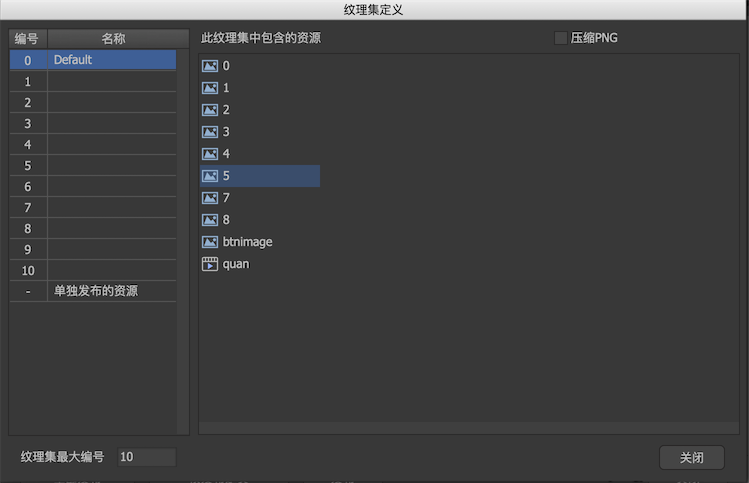 纹理集定义
编号 名称
此纹理集中包含的资源
压缩PNG
0 Default
1
2
3
4
5
6
7
8
9
10
- 单独发布的资源
0
1
2
3
4
5
7
8
btnimage
quan
纹理集最大编号 10
关闭